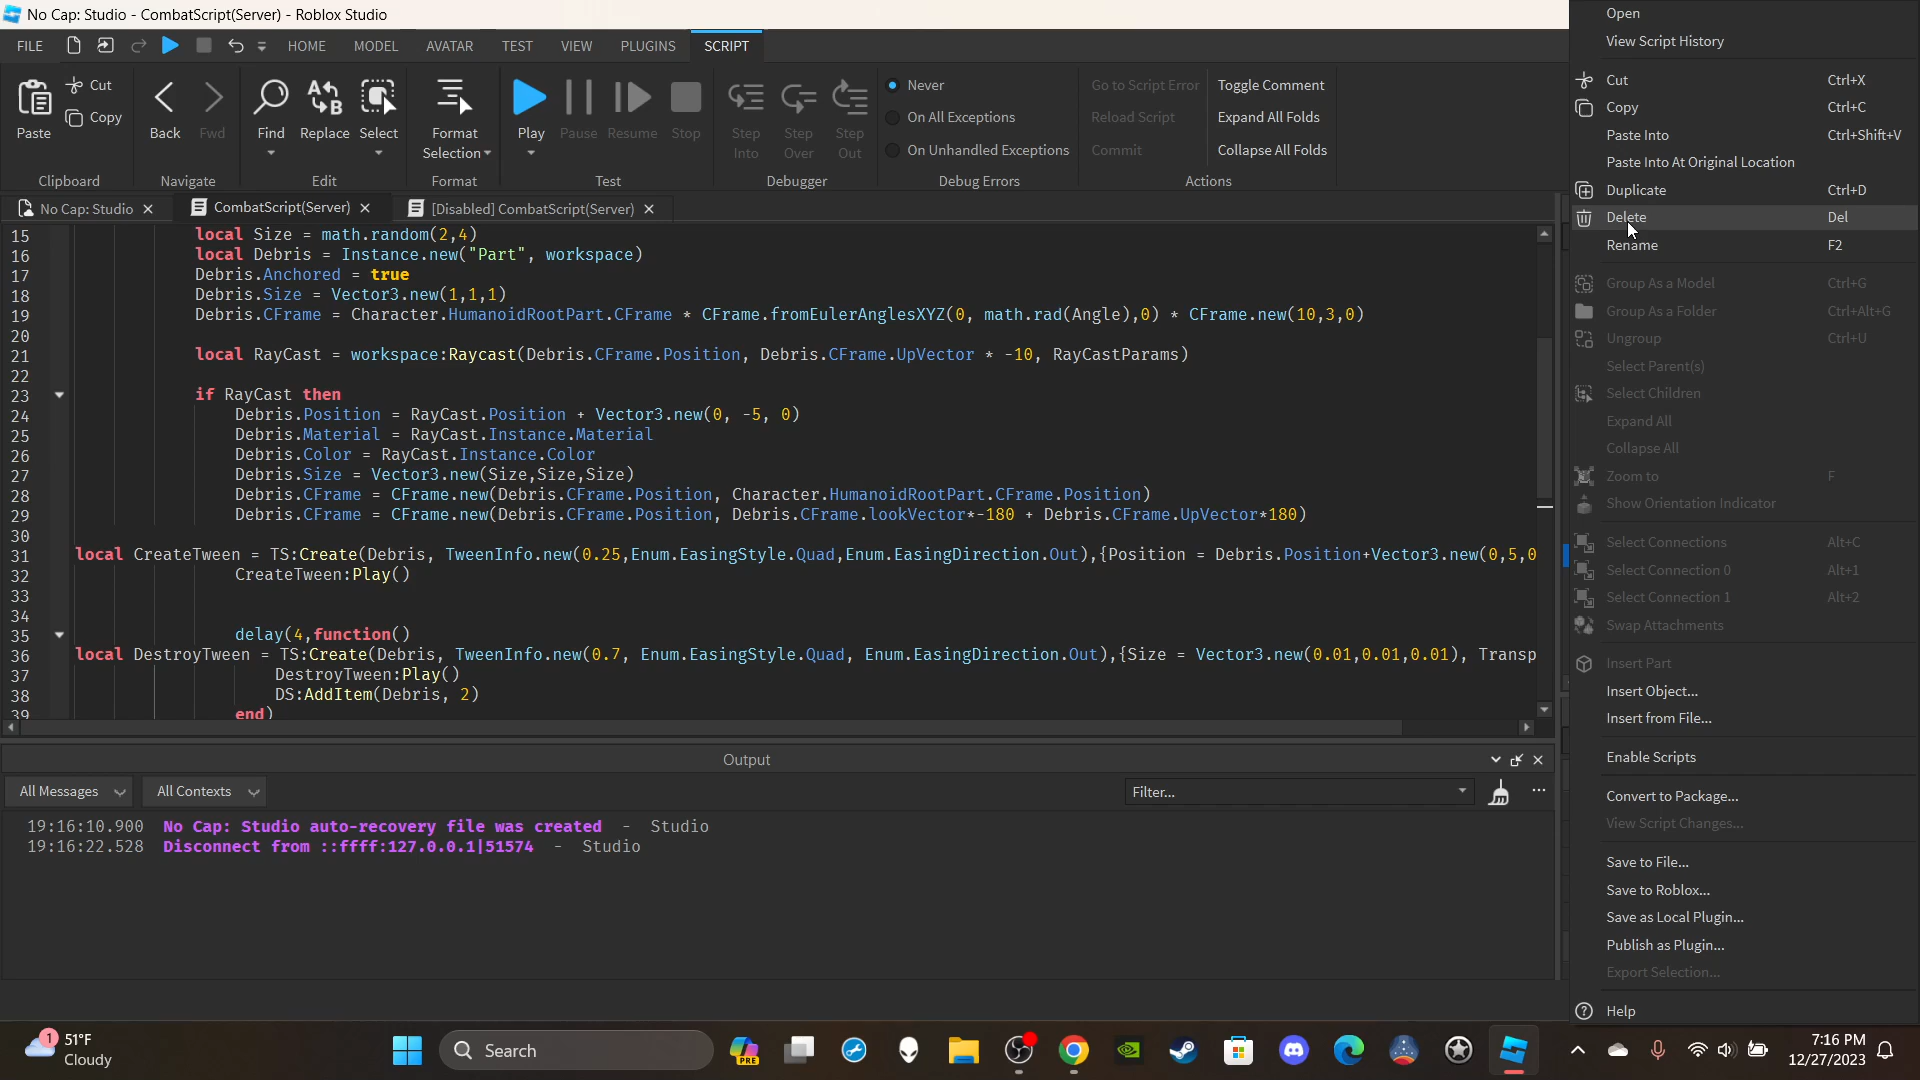 No Cap: Studio - CombatScript(Server) - Roblox Studio
FILE HOME MODEL AVATAR TEST VIEW PLUGINS SCRIPT
Paste
Cut
Copy
Clipboard
Back
Fwd
Navigate
Find
Replace
Select
Edit
Format
Selection
Format
Play
Pause
Resume
Stop
Test
Step
Into
Step
Over
Step
Out
Debugger
Never
On All Exceptions
On Unhandled Exceptions
Debug Errors
Go to Script Error
Reload Script
Commit
Toggle Comment
Expand All Folds
Collapse All Folds
Actions
No Cap: Studio
CombatScript(Server)
[Disabled] CombatScript(Server)
15 local Size = math.random(2,4)
16 local Debris = Instance.new("Part", workspace)
17 Debris.Anchored = true
18 Debris.Size = Vector3.new(1,1,1)
19 Debris.CFrame = Character.HumanoidRootPart.CFrame * CFrame.fromEulerAnglesXYZ(0, math.rad(Angle),0) * CFrame.new(10,3,0)
20
21 local RayCast = workspace:Raycast(Debris.CFrame.Position, Debris.CFrame.UpVector * -10, RayCastParams)
22
23 if RayCast then
24 Debris.Position = RayCast.Position + Vector3.new(0, -5, 0)
25 Debris.Material = RayCast.Instance.Material
26 Debris.Color = RayCast.Instance.Color
27 Debris.Size = Vector3.new(Size,Size,Size)
28 Debris.CFrame = CFrame.new(Debris.CFrame.Position, Character.HumanoidRootPart.CFrame.Position)
29 Debris.CFrame = CFrame.new(Debris.CFrame.Position, Debris.CFrame.lookVector*-180 + Debris.CFrame.UpVector*180)
30
31 local CreateTween = TS:Create(Debris, TweenInfo.new(0.25,Enum.EasingStyle.Quad,Enum.EasingDirection.Out),{Position = Debris.Position+Vector3.new(0,5,0
32 CreateTween:Play()
33
34
35 delay(4,function()
36 local DestroyTween = TS:Create(Debris, TweenInfo.new(0.7, Enum.EasingStyle.Quad, Enum.EasingDirection.Out),{Size = Vector3.new(0.01,0.01,0.01), Transp
37 DestroyTween:Play()
38 DS:AddItem(Debris, 2)
39 end)
Output
All Messages
All Contexts
Filter...
19:16:10.900 No Cap: Studio auto-recovery file was created - Studio
19:16:22.528 Disconnect from ::ffff:127.0.0.1|51574 - Studio
Open
View Script History
Cut Ctrl+X
Copy Ctrl+C
Paste Into Ctrl+Shift+V
Paste Into At Original Location
Duplicate Ctrl+D
Delete Del
Rename F2
Group As a Model Ctrl+G
Group As a Folder Ctrl+Alt+G
Ungroup Ctrl+U
Select Parent(s)
Select Children
Expand All
Collapse All
Zoom to F
Show Orientation Indicator
Select Connections Alt+C
Select Connection 0 Alt+1
Select Connection 1 Alt+2
Swap Attachments
Insert Part
Insert Object...
Insert from File...
Enable Scripts
Convert to Package...
View Script Changes...
Save to File...
Save to Roblox...
Save as Local Plugin...
Publish as Plugin...
Export Selection...
Help
1
51°F
Cloudy
Search
PRE
7:16 PM
12/27/2023